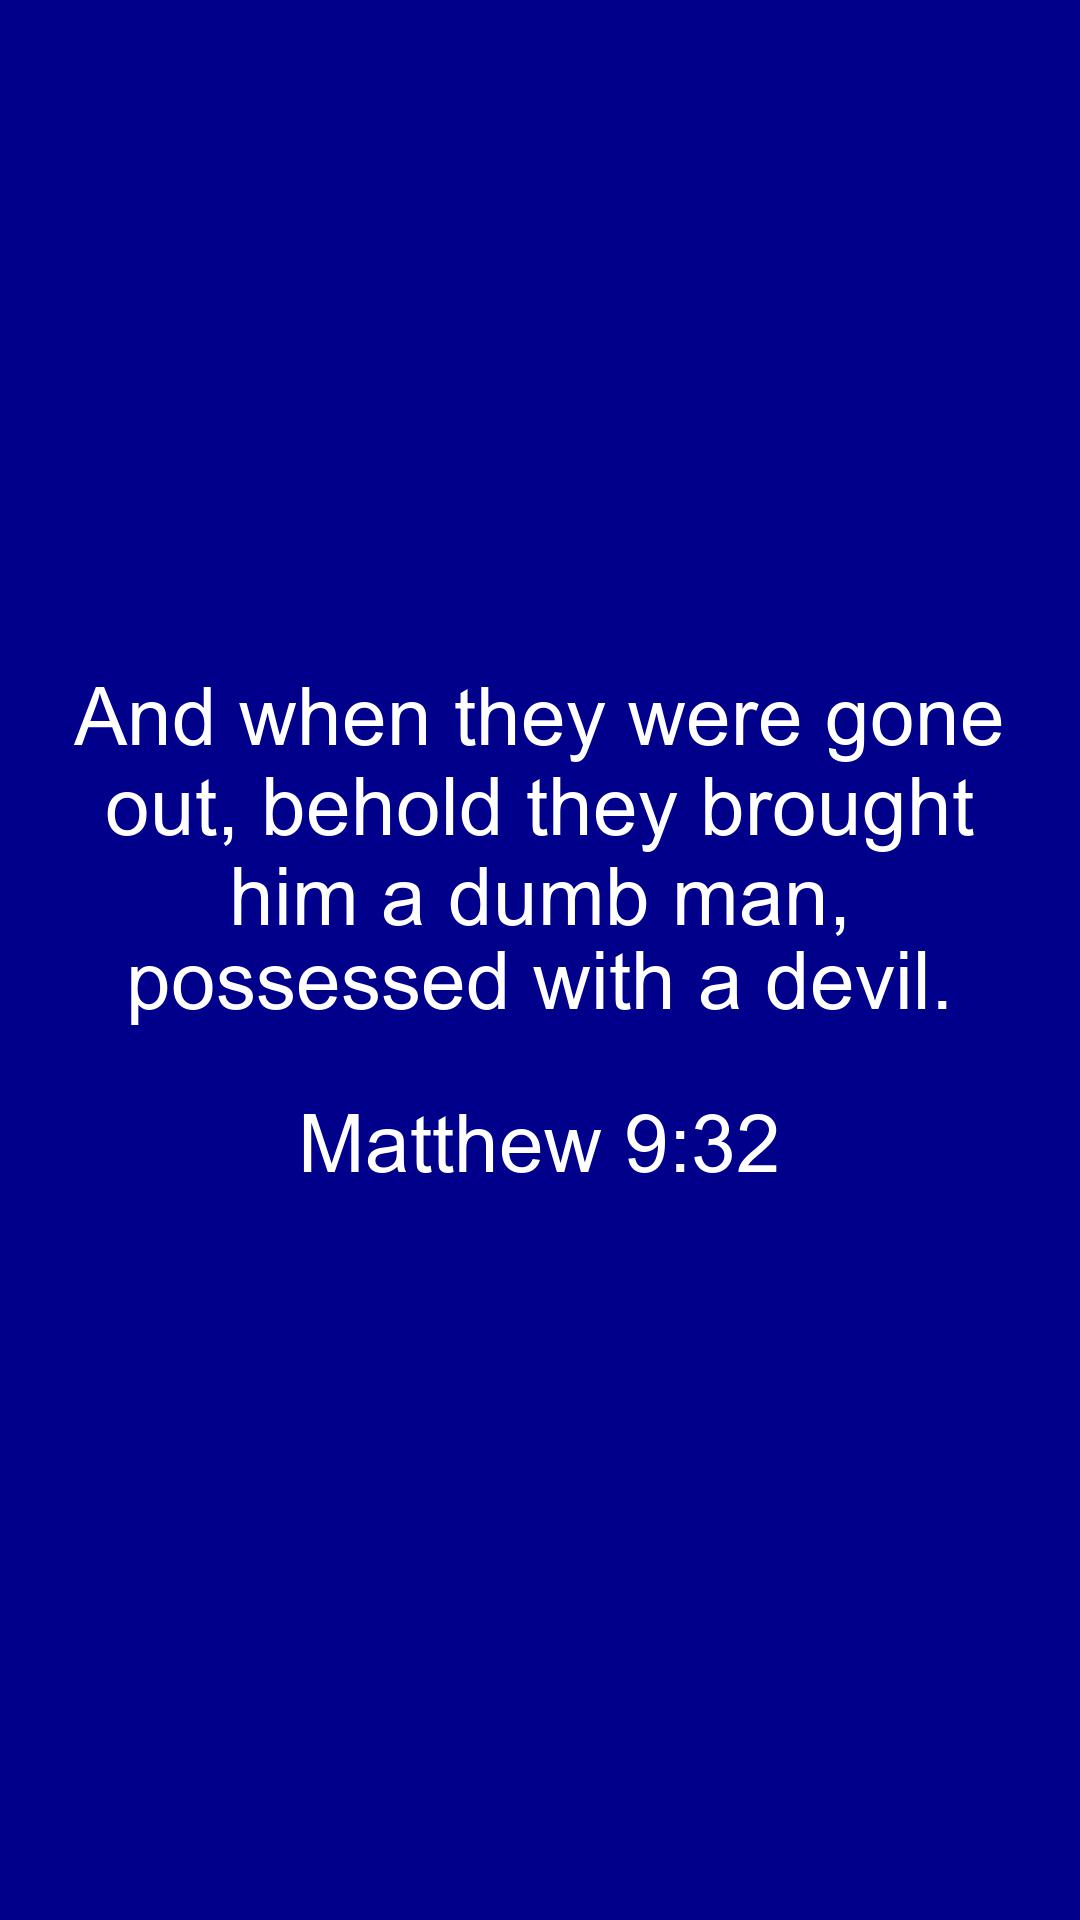 And when they were gone
out, behold they brought
him a dumb man,
possessed with a devil.
Matthew 9:32